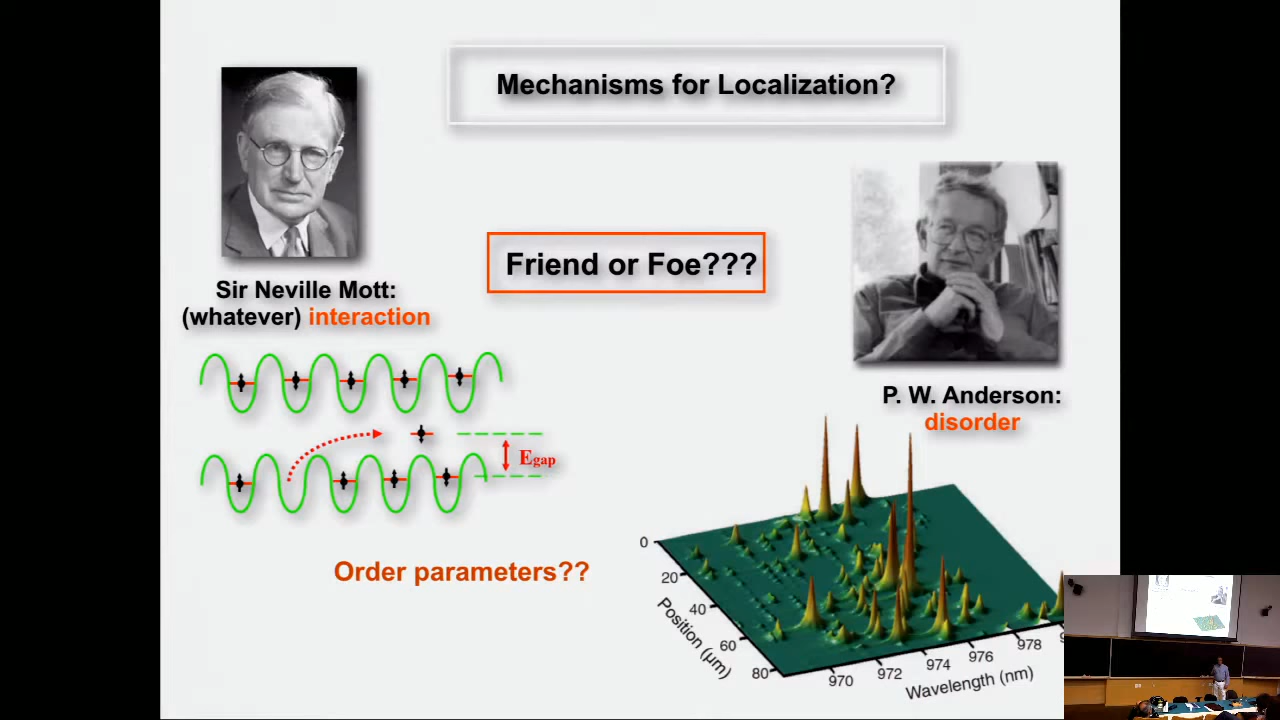 Mechanisms for Localization?
Friend or Foe???
Sir Neville Mott:
(whatever) interaction
P. W. Anderson:
disorder
Egap
Order parameters??
0
20
40
60
80
Position (µm)
970
972
974
976
978
Wavelength (nm)